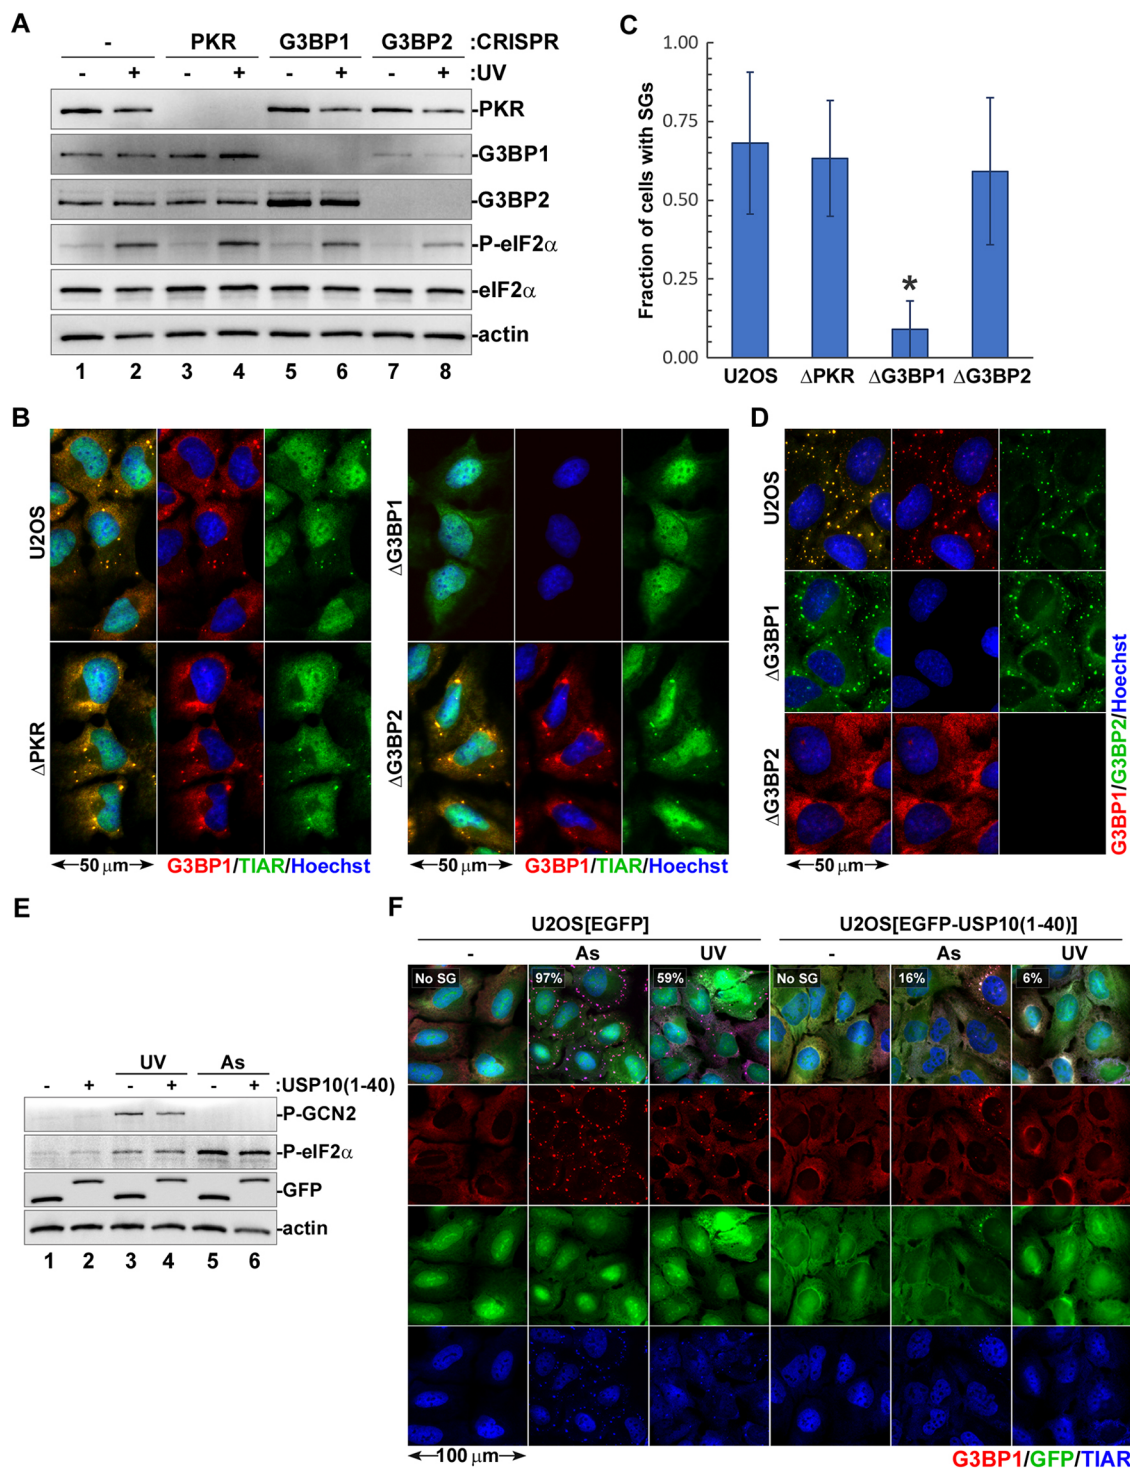 A
- PKR G3BP1 G3BP2 :CRISPR
- + - + - + - + :UV
-PKR
-G3BP1
-G3BP2
-P-eIF2α
-eIF2α
-actin
1 2 3 4 5 6 7 8
C
Fraction of cells with SGs
1.00
0.75
0.50
0.25
0.00
*
U2OS ΔPKR ΔG3BP1 ΔG3BP2
B
U2OS
ΔPKR
ΔG3BP1
ΔG3BP2
50 μm
G3BP1/TIAR/Hoechst
50 μm
G3BP1/TIAR/Hoechst
D
U2OS
ΔG3BP1
ΔG3BP2
50 μm
G3BP1/G3BP2/Hoechst
E
UV As
- + - + - + :USP10(1-40)
-P-GCN2
-P-eIF2α
-GFP
-actin
1 2 3 4 5 6
F
U2OS[EGFP] U2OS[EGFP-USP10(1-40)]
- As UV - As UV
No SG 97% 59% No SG 16% 6%
100 μm
G3BP1/GFP/TIAR